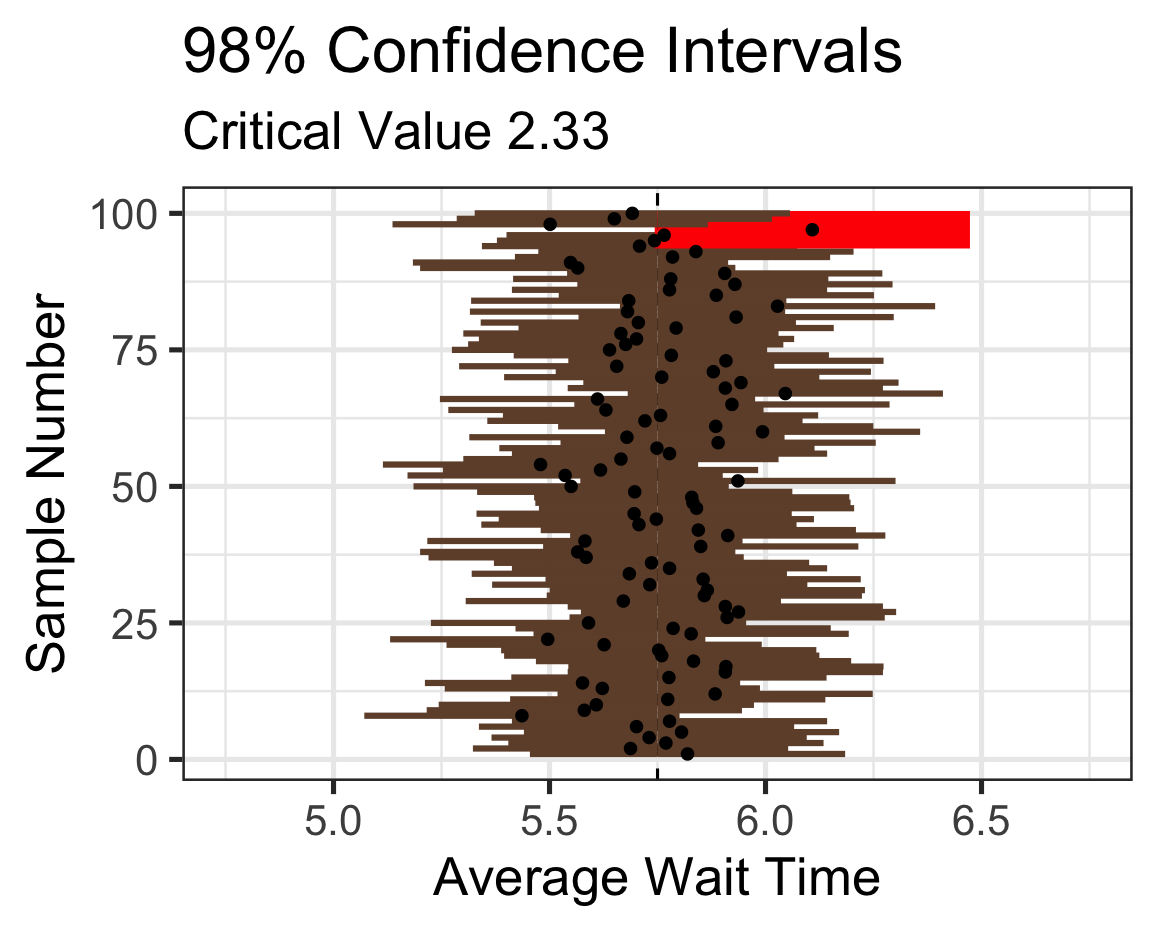 98% Confidence Intervals
Critical Value 2.33
Sample Number
100
75
50
25
0
5.0 5.5 6.0 6.5
Average Wait Time